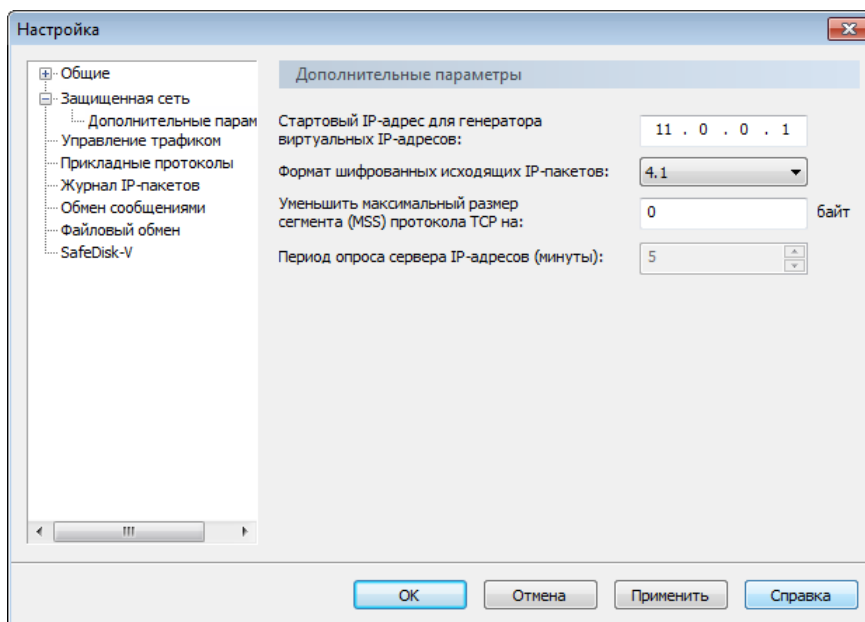 Настройка
Общие
Защищенная сеть
Дополнительные парам
Управление трафиком
Прикладные протоколы
Журнал IP-пакетов
Обмен сообщениями
Файловый обмен
SafeDisk-V
Дополнительные параметры
Стартовый IP-адрес для генератора
виртуальных IP-адресов:
11 . 0 . 0 . 1
Формат шифрованных исходящих IP-пакетов:
4.1
Уменьшить максимальный размер
сегмента (MSS) протокола TCP на:
0 байт
Период опроса сервера IP-адресов (минуты):
5
OK
Отмена
Применить
Справка